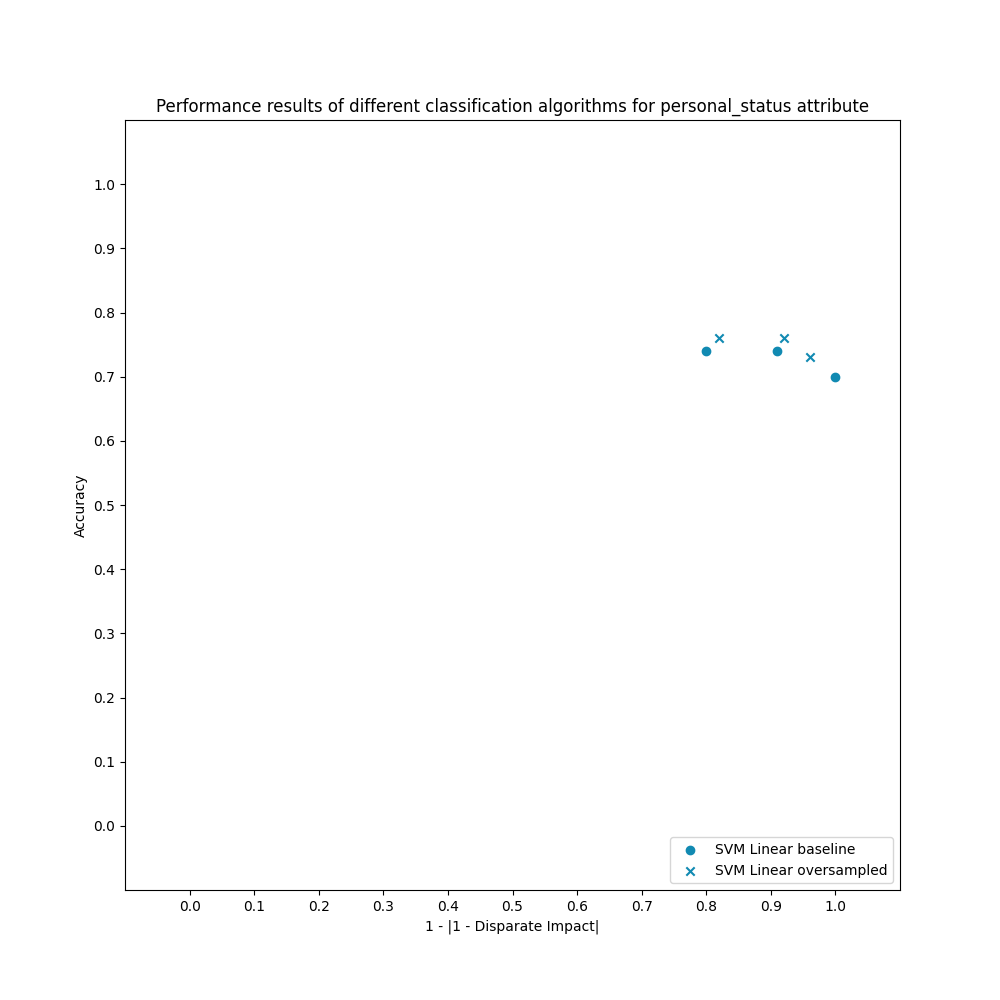 Performance results of different classification algorithms for personal_status attribute
Accuracy
1.0
0.9
0.8
0.7
0.6
0.5
0.4
0.3
0.2
0.1
0.0
SVM Linear baseline
SVM Linear oversampled
0.0 0.1 0.2 0.3 0.4 0.5 0.6 0.7 0.8 0.9 1.0
1 - |1 - Disparate Impact|